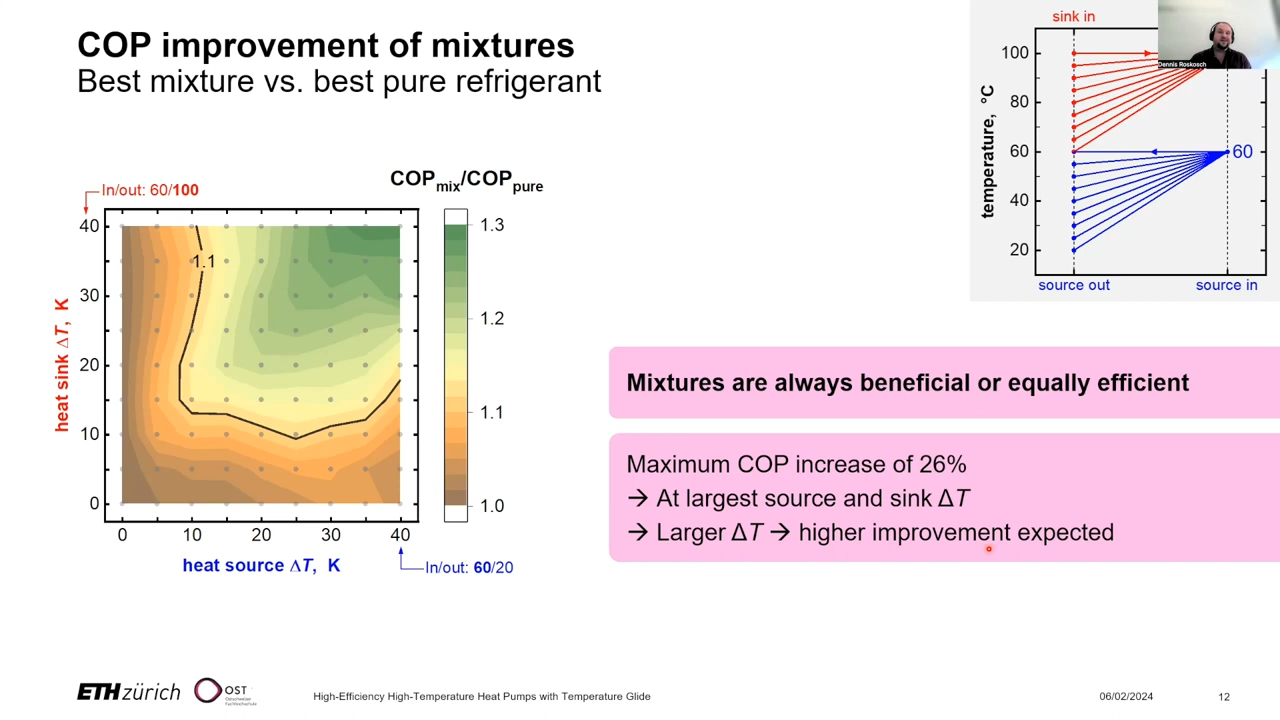 COP improvement of mixtures
Best mixture vs. best pure refrigerant
In/out: 60/100
COPmix/COPpure
40
30
20
10
0
heat sink ΔT, K
1.1
0 10 20 30 40
heat source ΔT, K
In/out: 60/20
1.3
1.2
1.1
1.0
sink in
Dennis Roskosch
100
80
60
40
20
temperature, °C
60
source out source in
Mixtures are always beneficial or equally efficient
Maximum COP increase of 26%
→ At largest source and sink ΔT
→ Larger ΔT → higher improvement expected
ETH zürich
OST
Ostschweizer
Fachhochschule
High-Efficiency High-Temperature Heat Pumps with Temperature Glide
06/02/2024
12